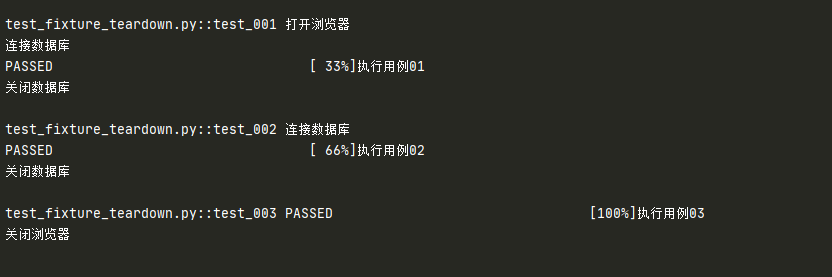 test_fixture_teardown.py::test_001 打开浏览器
连接数据库
PASSED [ 33%]执行用例01
关闭数据库
test_fixture_teardown.py::test_002 连接数据库
PASSED [ 66%]执行用例02
关闭数据库
test_fixture_teardown.py::test_003 PASSED [100%]执行用例03
关闭浏览器